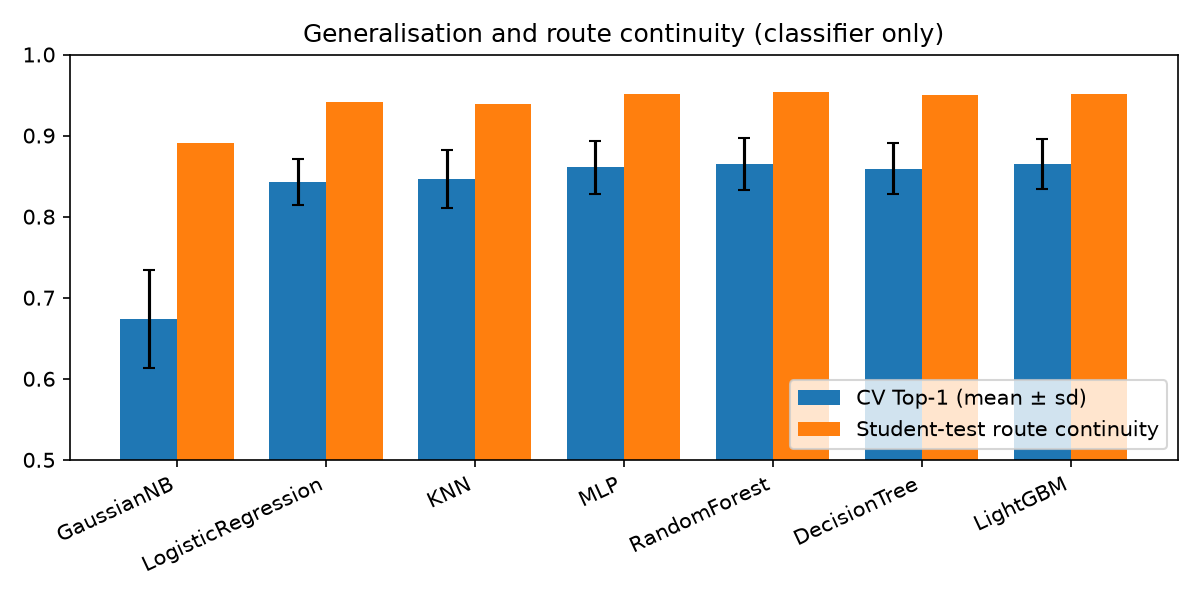 Generalisation and route continuity (classifier only)
1.0
0.9
0.8
0.7
0.6
0.5
CV Top-1 (mean ± sd)
Student-test route continuity
GaussianNB
LogisticRegression
KNN
MLP
RandomForest
DecisionTree
LightGBM